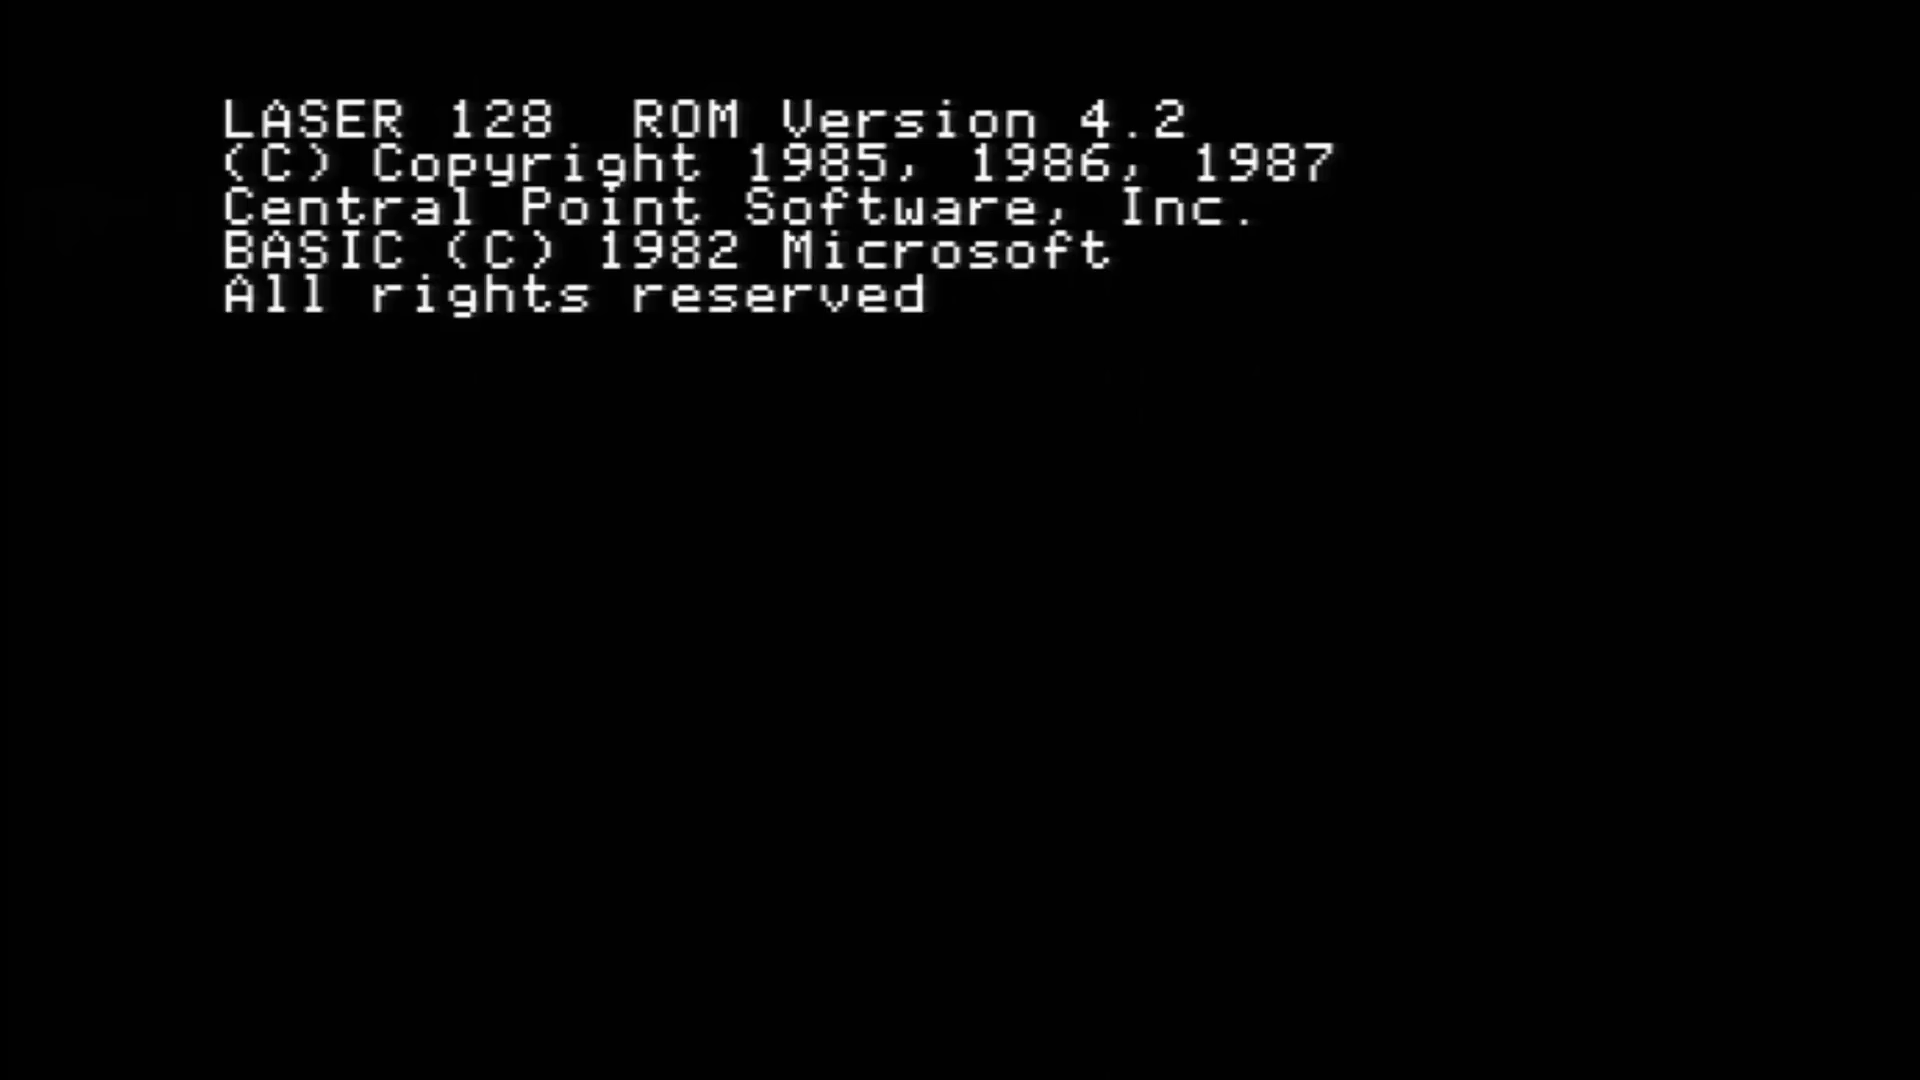 LASER 128  ROM Version 4.2
(C) Copyright 1985, 1986, 1987
Central Point Software, Inc.
BASIC (C) 1982 Microsoft
All rights reserved